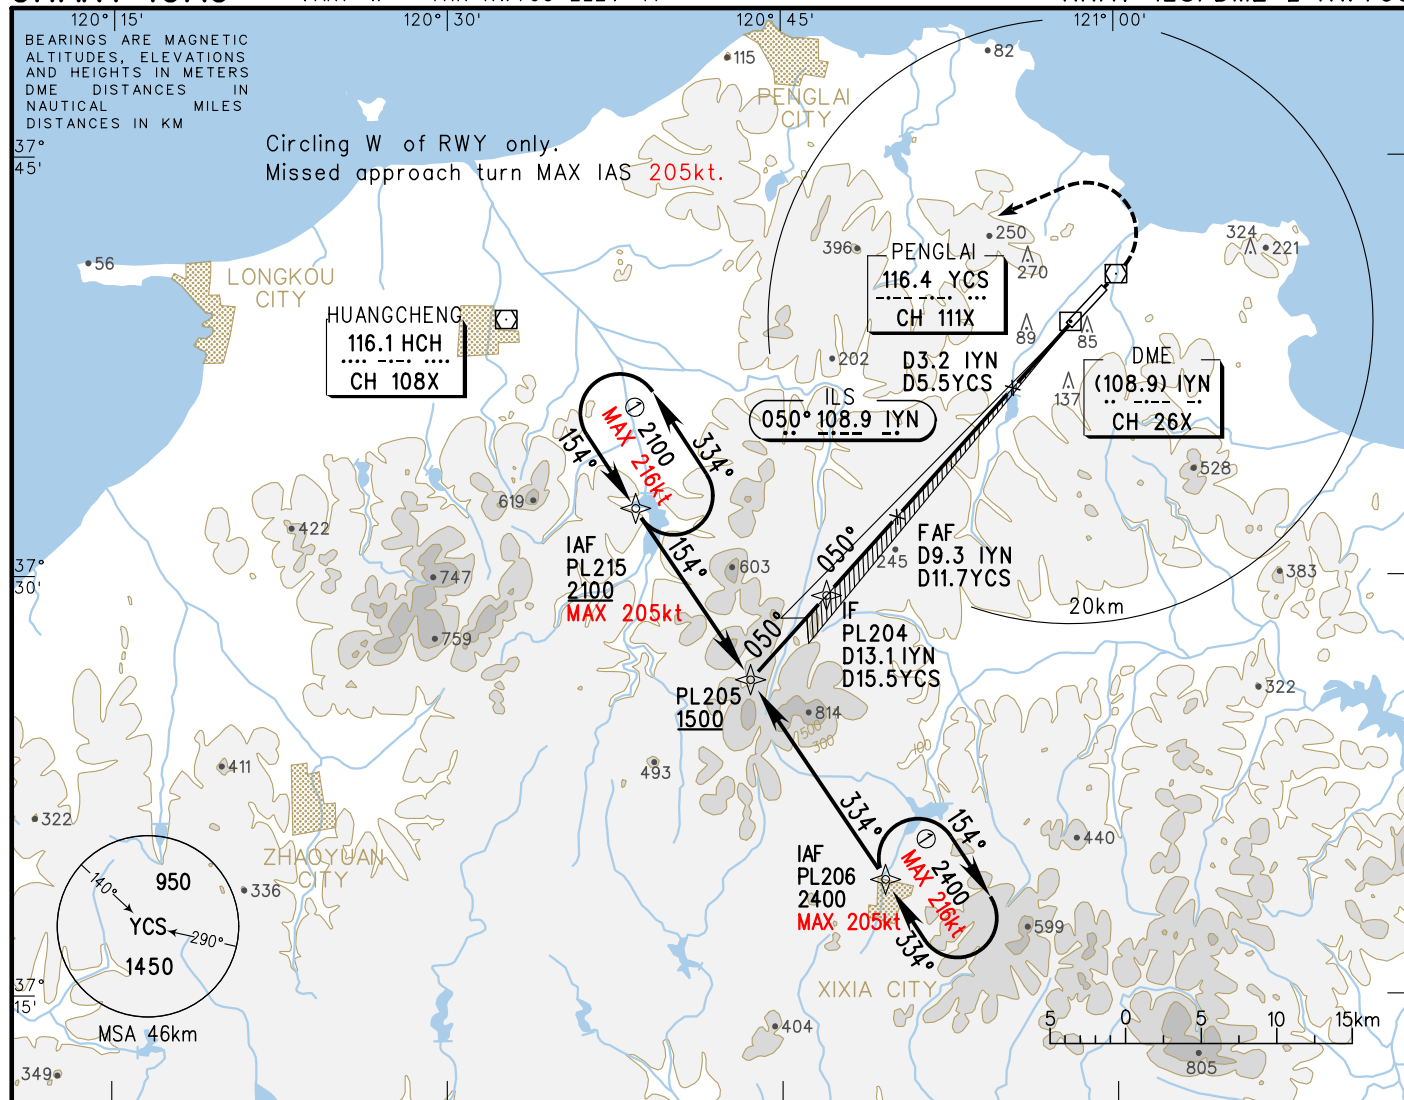 120°15'
120°30'
120°45'
121°00'
BEARINGS ARE MAGNETIC
ALTITUDES, ELEVATIONS
AND HEIGHTS IN METERS
DME DISTANCES IN
NAUTICAL MILES
DISTANCES IN KM
115
82
PENGLAI
CITY
37°
45'
Circling W of RWY only.
Missed approach turn MAX IAS 205kt.
56
LONGKOU
CITY
396
250
270
324
221
PENGLAI
116.4 YCS
CH 111X
HUANGCHENG
116.1 HCH
CH 108X
202
89
85
137
D3.2 IYN
D5.5YCS
DME
(108.9) IYN
CH 26X
ILS
050° 108.9 IYN
154°
① 2100
MAX 216kt
334°
619
422
528
IAF
PL215
2100
MAX 205kt
154°
603
050°
245
FAF
D9.3 IYN
D11.7YCS
37°
30'
747
759
383
20km
050°
IF
PL204
D13.1 IYN
D15.5YCS
PL205
1500
814
500
300
100
322
411
493
322
334°
154°
440
ZHAOYUAN
CITY
336
IAF
PL206
2400
MAX 205kt
① 2400
MAX 216kt
334°
599
140°
950
YCS
290°
1450
MSA 46km
XIXIA CITY
37°
15'
404
5 0 5 10 15km
349
805